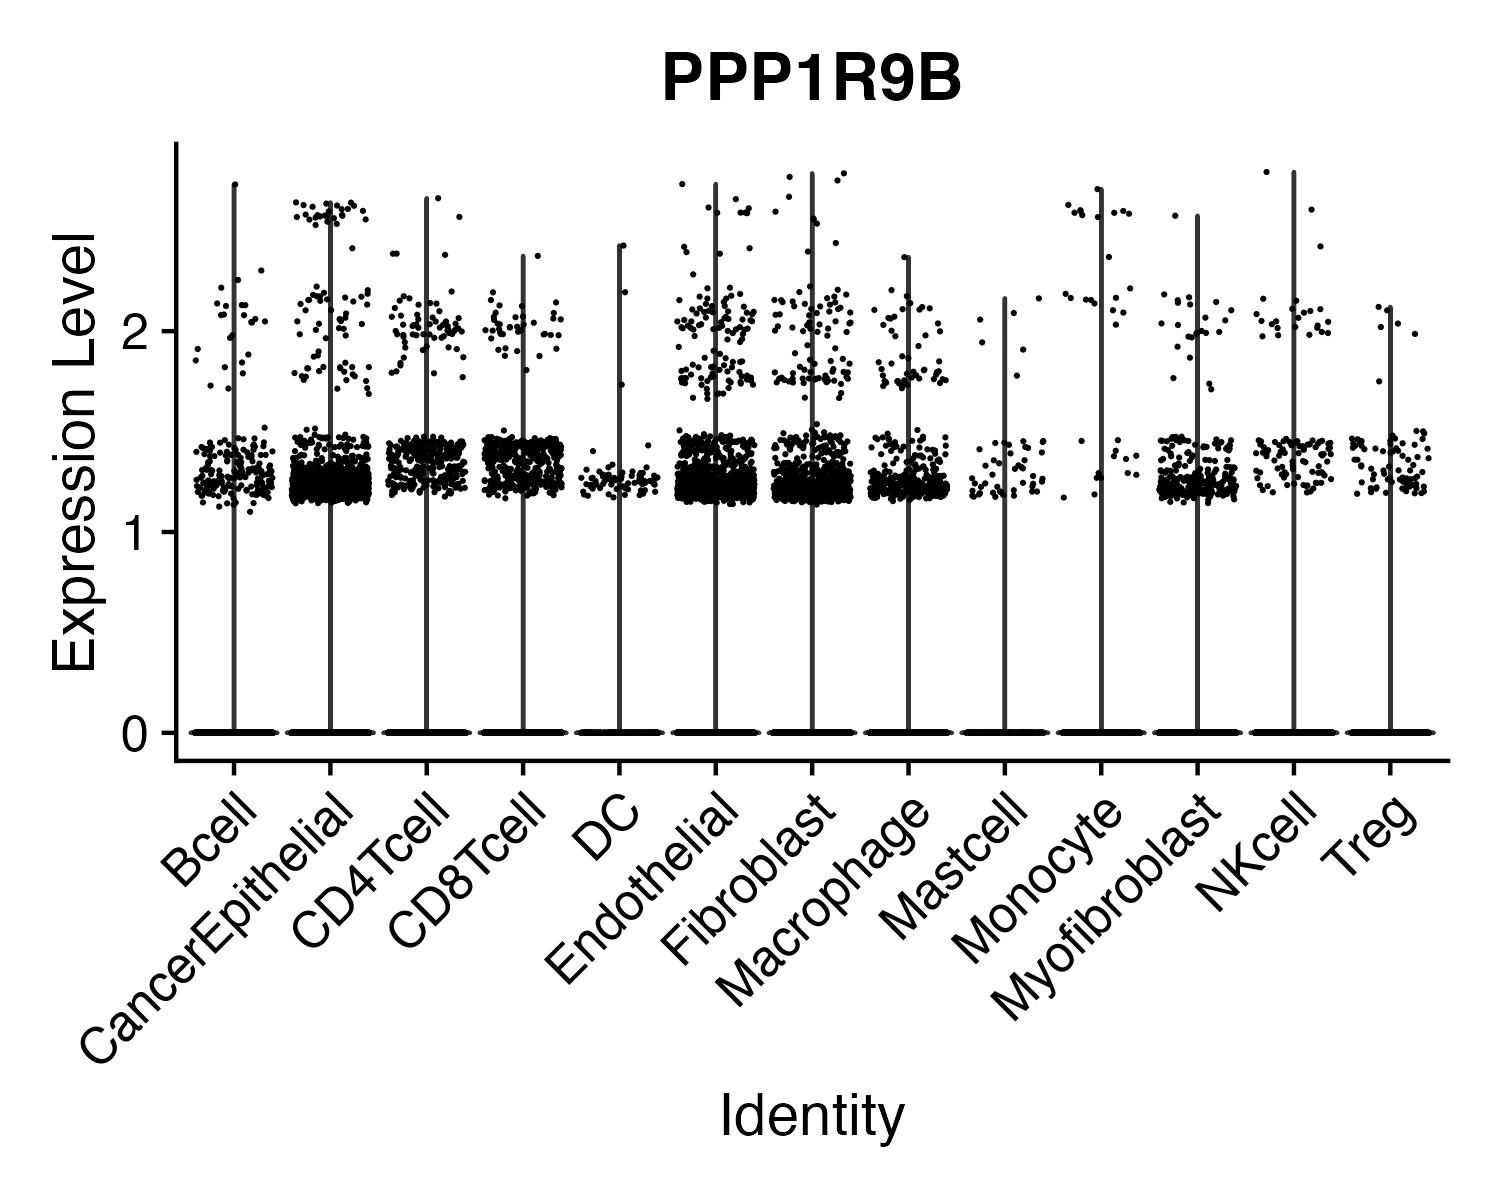 PPP1R9B
Expression Level
2
1
0
Bcell
CancerEpithelial
CD4Tcell
CD8Tcell
DC
Endothelial
Fibroblast
Macrophage
Mastcell
Monocyte
Myofibroblast
NKcell
Treg
Identity